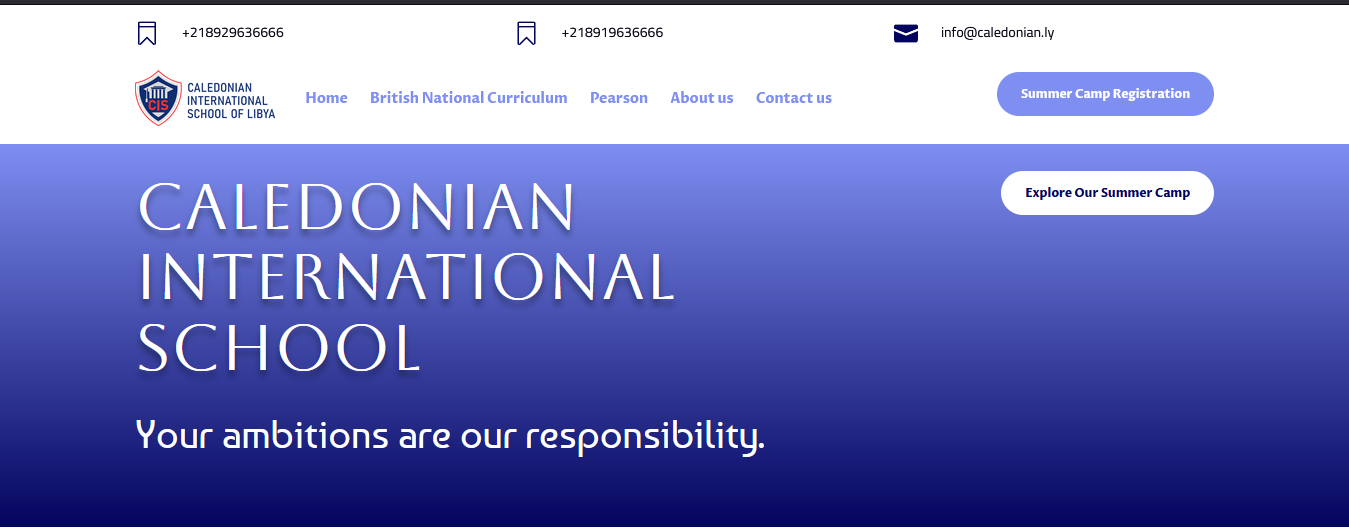 +218929636666
+218919636666
info@caledonian.ly
CIS
CALEDONIAN
INTERNATIONAL
SCHOOL OF LIBYA
Home
British National Curriculum
Pearson
About us
Contact us
Summer Camp Registration
CALEDONIAN
INTERNATIONAL
SCHOOL
Explore Our Summer Camp
Your ambitions are our responsibility.